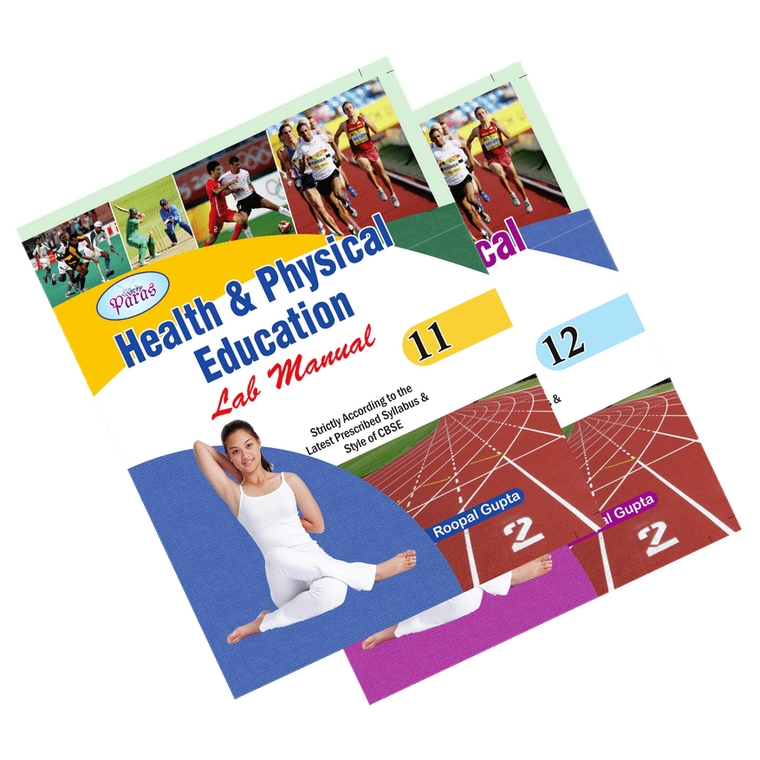 Paras
Health & Physical
Education
Lab Manual
11
Strictly According to the
Latest Prescribed Syllabus &
Style of CBSE
Roopal Gupta
2
cal
12
&
al Gupta
2